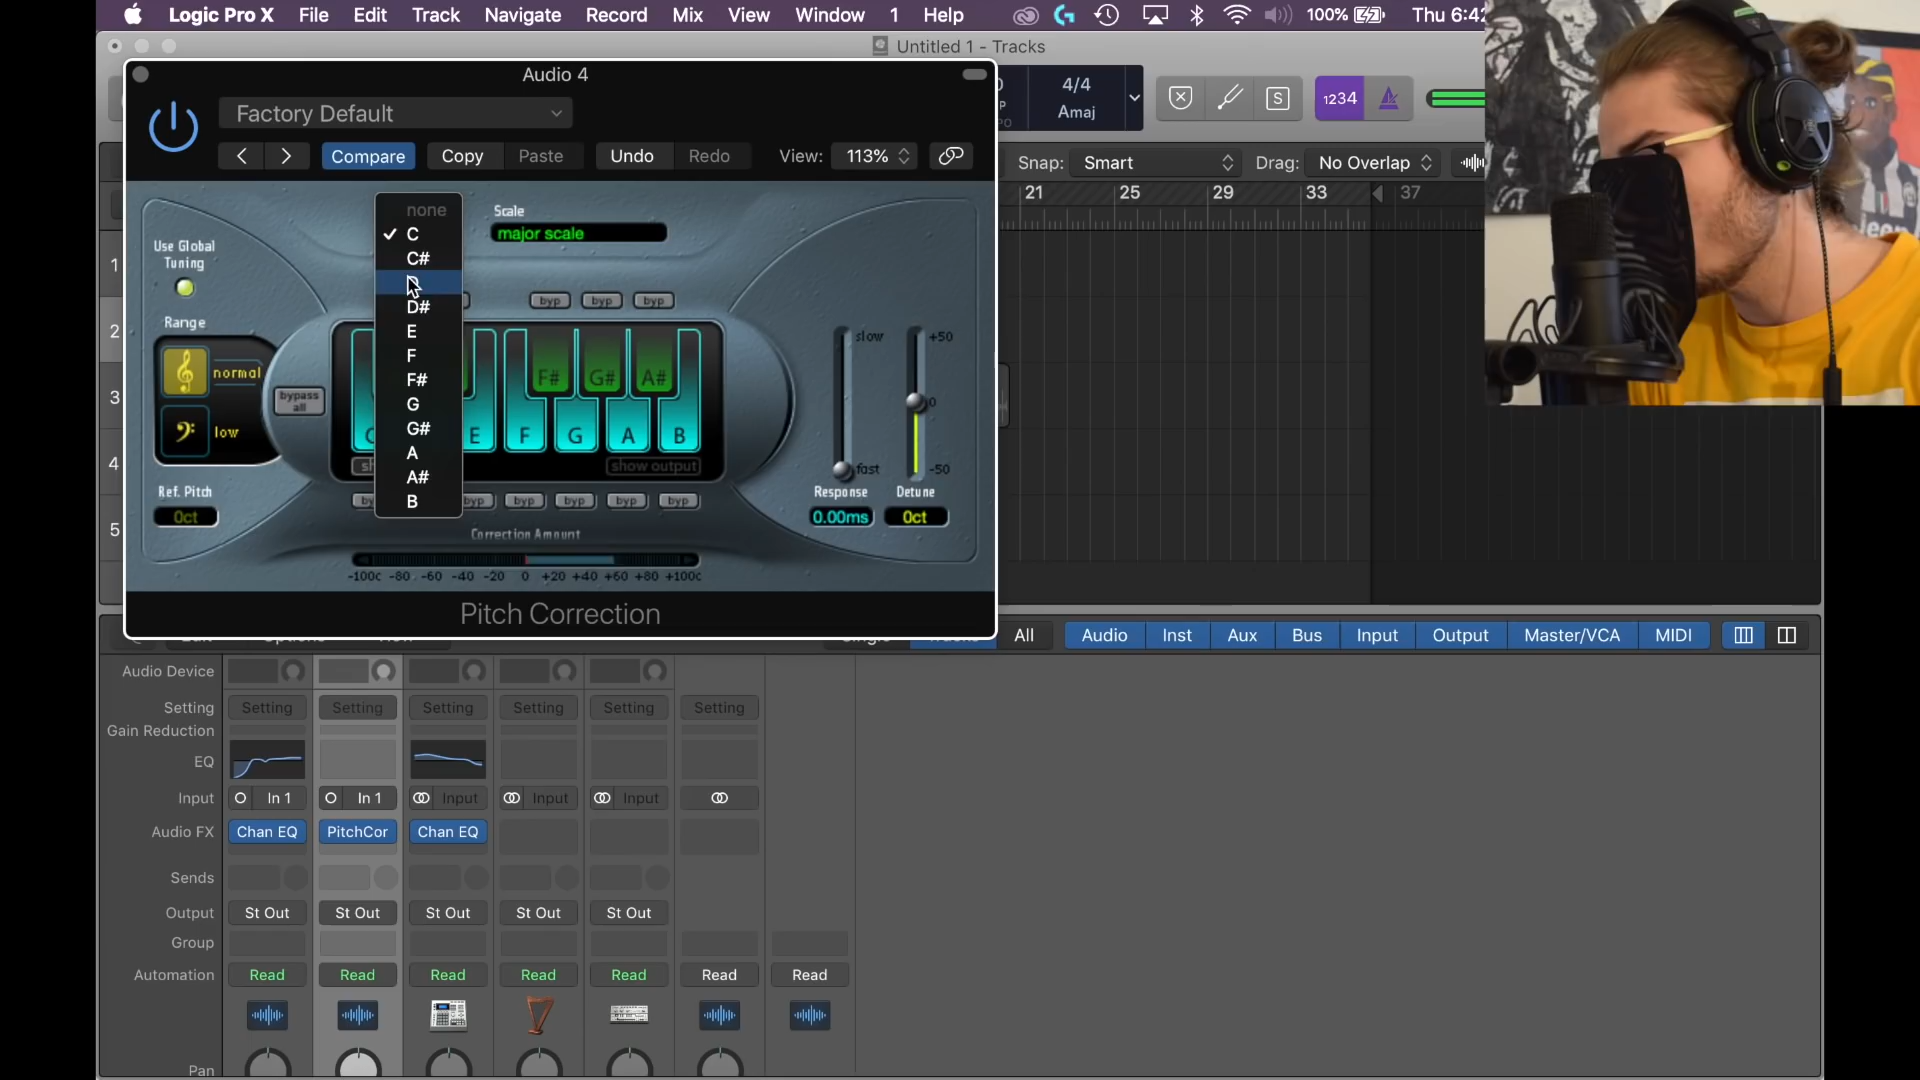 Logic Pro X File Edit Track Navigate Record Mix View Window 1 Help 100% Thu 6:42
Untitled 1 - Tracks
Audio 4
Factory Default
4/4
Amaj
S
1234
Compare Copy Paste Undo Redo View: 113%
Snap: Smart Drag: No Overlap
21 25 29 33 37
none
C
C#
D#
E
F
F#
G
G#
A
A#
B
Scale
major scale
Use Global
Tuning
Range
normal
low
bypass
all
Ref. Pitch
0ct
byp byp byp
F# G# A#
C E F G A B
show output
byp byp byp byp byp
Correction Amount
-100c -80 -60 -40 -20 0 +20 +40 +60 +80 +100c
slow
fast
Response
0.00ms
+50
0
-50
Detune
0ct
Pitch Correction
1
2
3
4
5
All Audio Inst Aux Bus Input Output Master/VCA MIDI
Audio Device
Setting Setting Setting Setting Setting Setting Setting
Gain Reduction
EQ
Input In 1 In 1 Input Input Input
Audio FX Chan EQ PitchCor Chan EQ
Sends
Output St Out St Out St Out St Out St Out
Group
Automation Read Read Read Read Read Read Read
Pan
Jeep